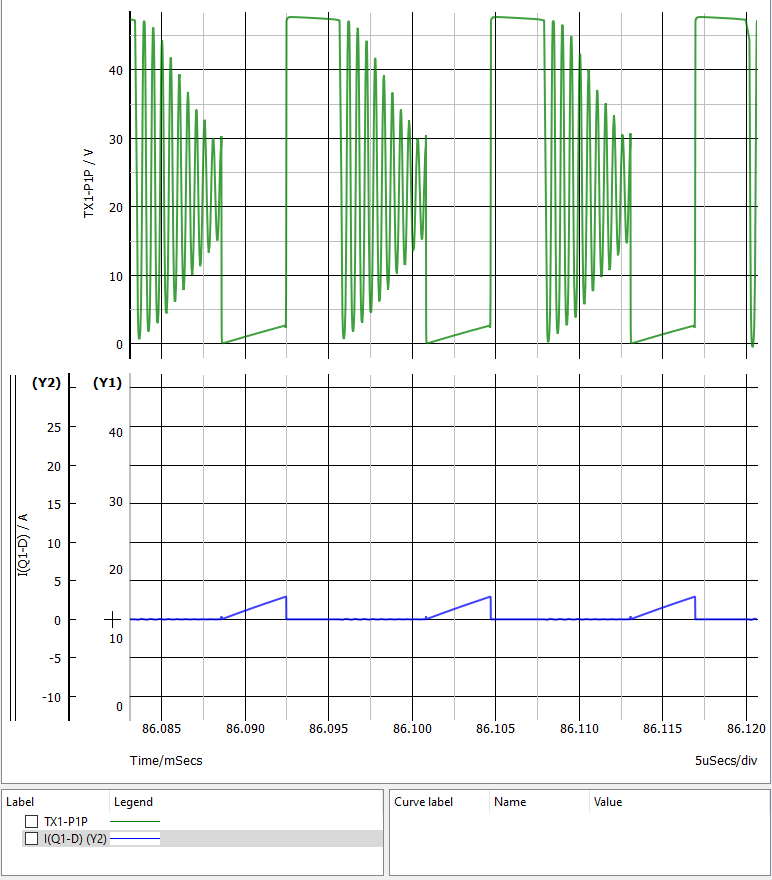 TX1-P1P / V
40
30
20
10
0
(Y2) (Y1)
I(Q1-D) / A
25
20
15
10
5
0
-5
-10
40
30
20
10
0
86.085 86.090 86.095 86.100 86.105 86.110 86.115 86.120
Time/mSecs 5uSecs/div
Label Legend
TX1-P1P
I(Q1-D) (Y2)
Curve label Name Value